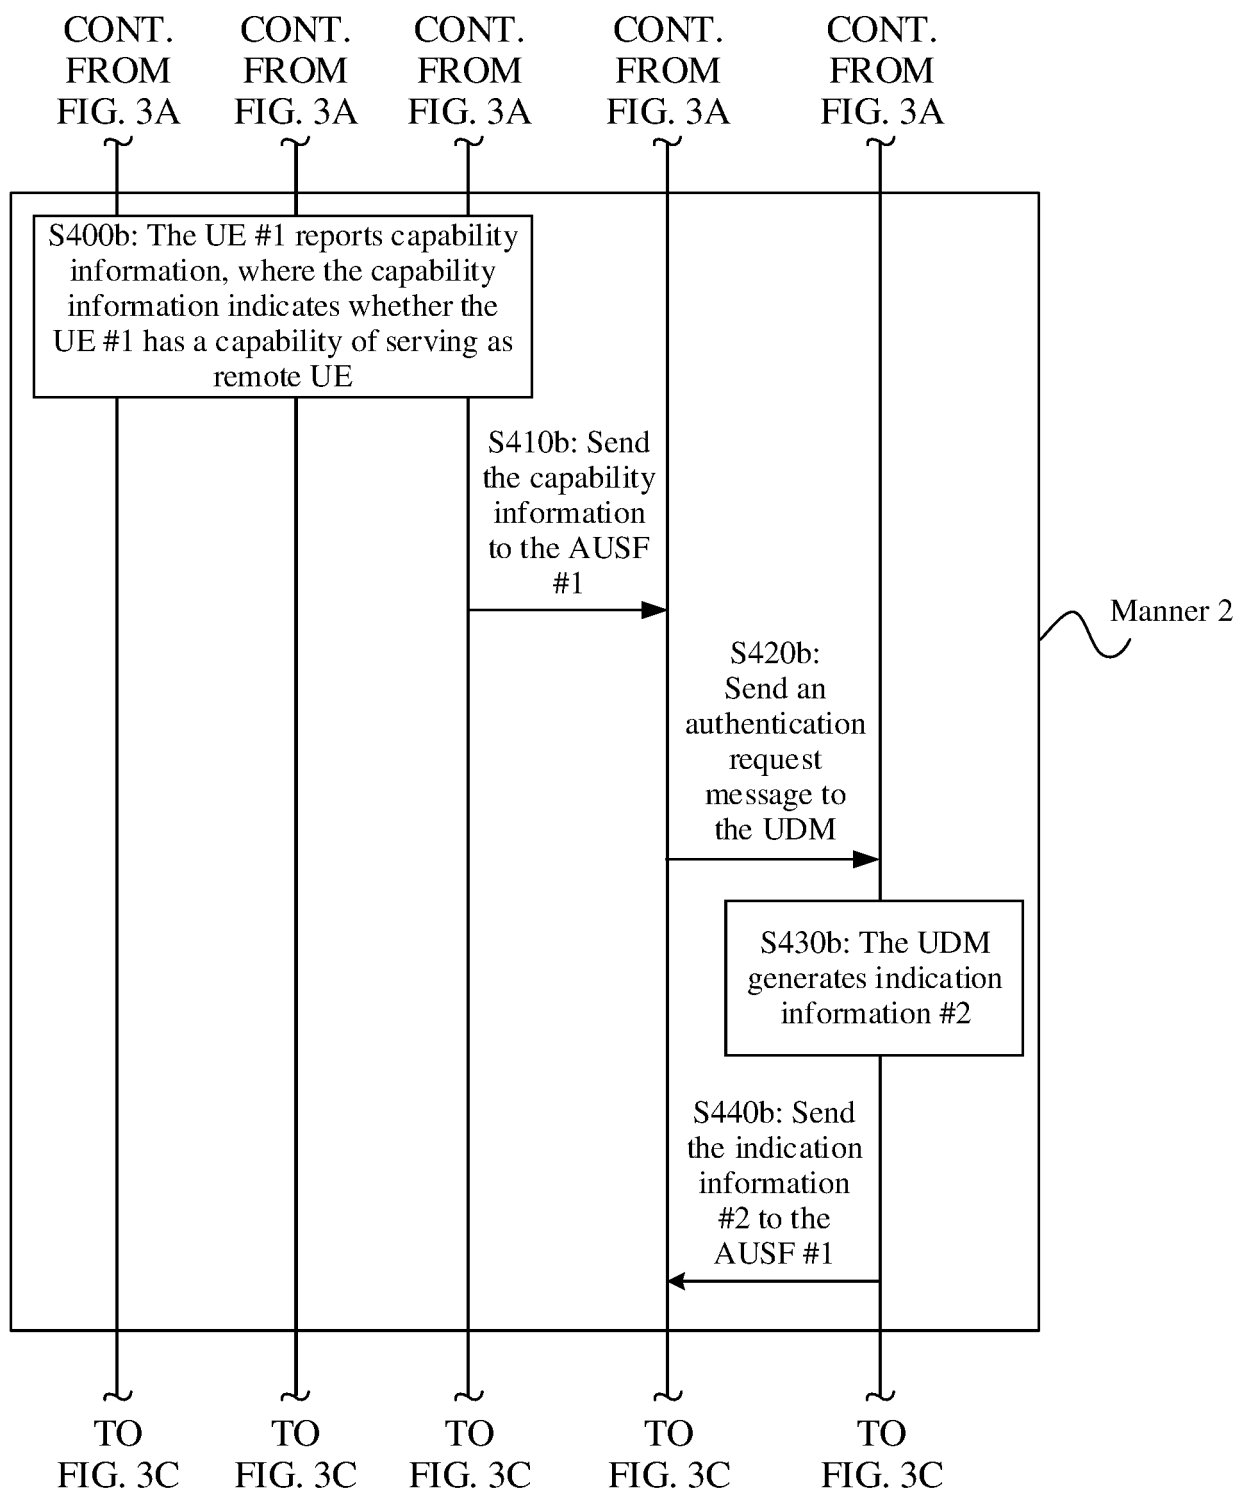 CONT.
FROM
FIG. 3A
CONT.
FROM
FIG. 3A
CONT.
FROM
FIG. 3A
CONT.
FROM
FIG. 3A
CONT.
FROM
FIG. 3A
S400b: The UE #1 reports capability
information, where the capability
information indicates whether the
UE #1 has a capability of serving as
remote UE
S410b: Send
the capability
information
to the AUSF
#1
Manner 2
S420b:
Send an
authentication
request
message to
the UDM
S430b: The UDM
generates indication
information #2
S440b: Send
the indication
information
#2 to the
AUSF #1
TO
FIG. 3C
TO
FIG. 3C
TO
FIG. 3C
TO
FIG. 3C
TO
FIG. 3C